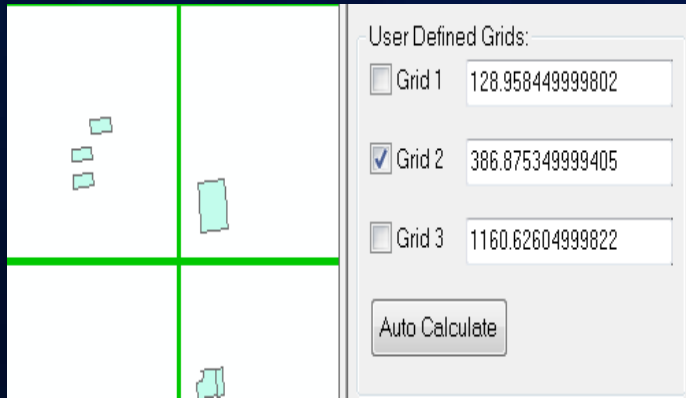 User Defined Grids:
Grid 1 128.958449999802
Grid 2 386.875349999405
Grid 3 1160.62604999822
Auto Calculate